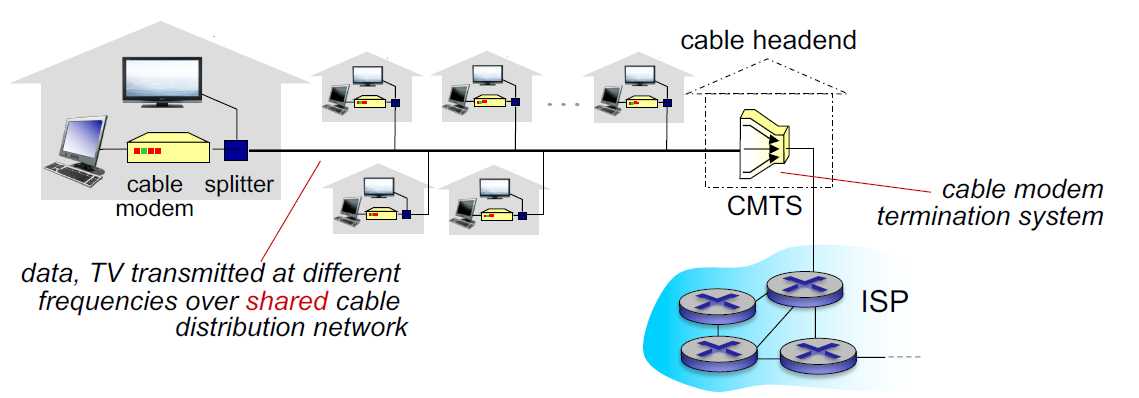 cable headend
cable
modem
splitter
CMTS
cable modem
termination system
data, TV transmitted at different
frequencies over shared cable
distribution network
ISP